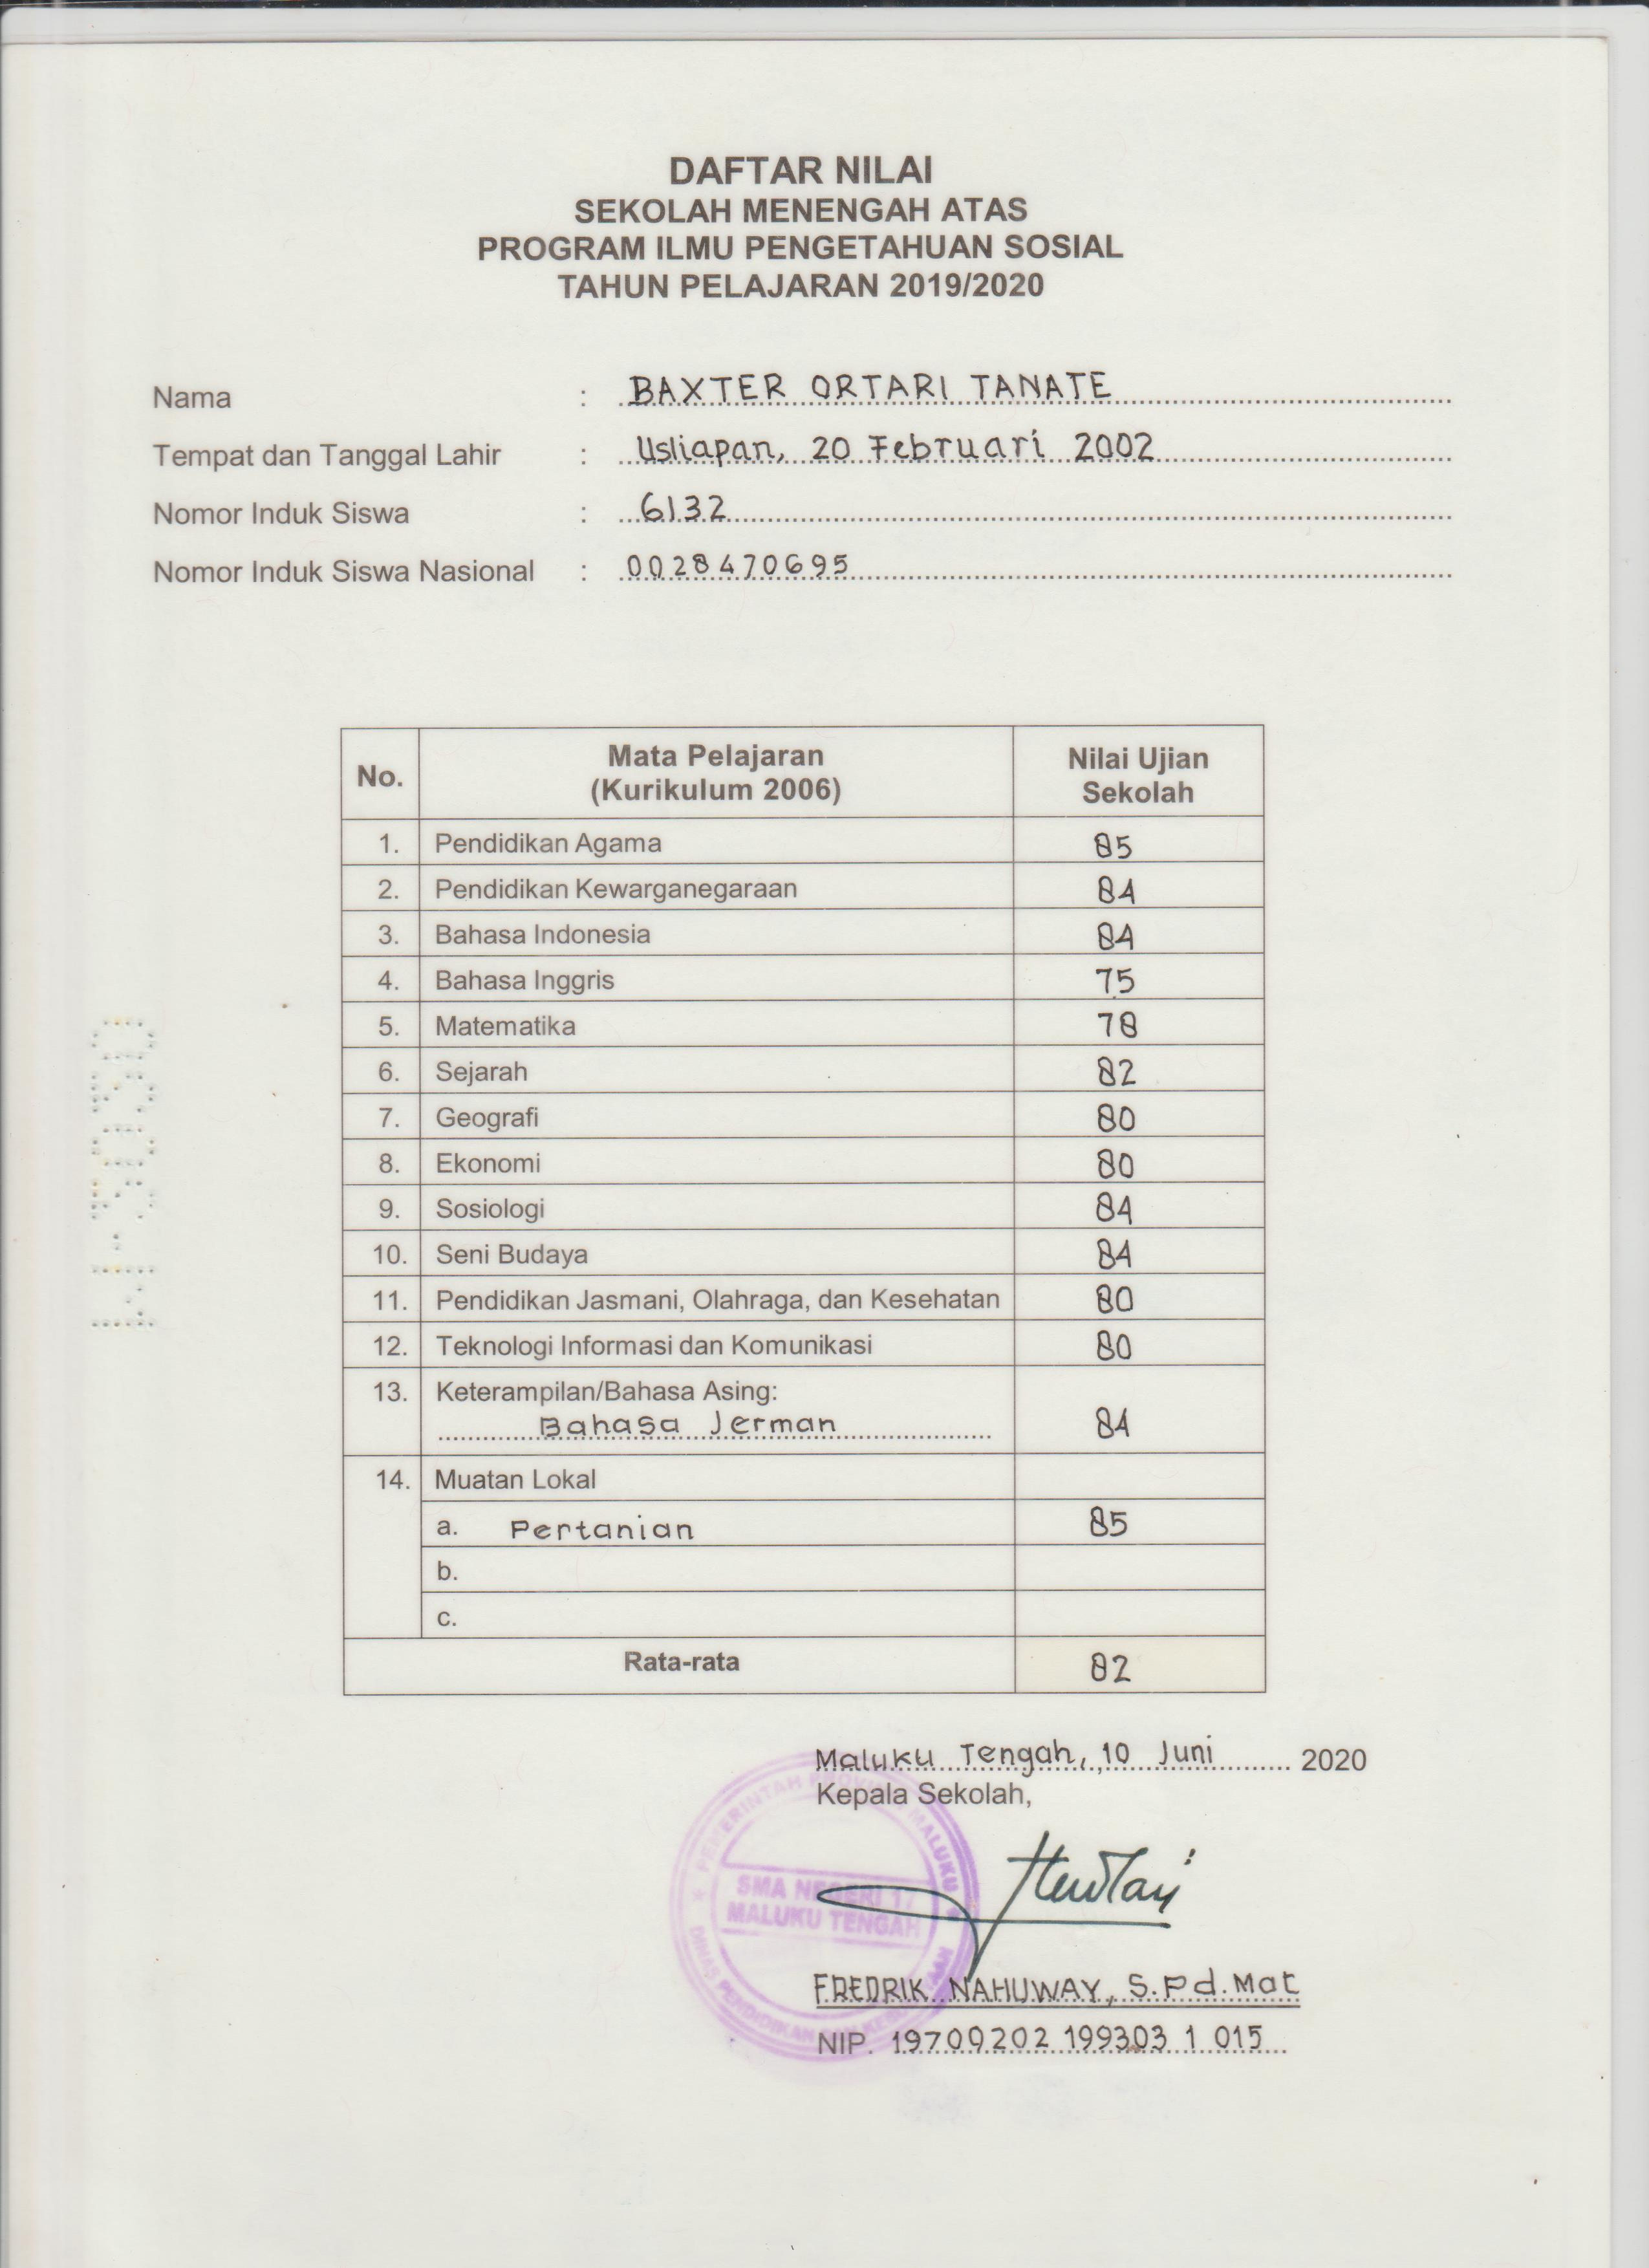 DAFTAR NILAI
SEKOLAH MENENGAH ATAS
PROGRAM ILMU PENGETAHUAN SOSIAL
TAHUN PELAJARAN 2019/2020
Nama : BAXTER ORTARI TANATE
Tempat dan Tanggal Lahir : Usliapan, 20 Februari 2002
Nomor Induk Siswa : 6132
Nomor Induk Siswa Nasional : 0028470695
No. Mata Pelajaran (Kurikulum 2006) Nilai Ujian Sekolah
1. Pendidikan Agama 85
2. Pendidikan Kewarganegaraan 84
3. Bahasa Indonesia 84
4. Bahasa Inggris 75
5. Matematika 78
6. Sejarah 82
7. Geografi 80
8. Ekonomi 80
9. Sosiologi 84
10. Seni Budaya 84
11. Pendidikan Jasmani, Olahraga, dan Kesehatan 80
12. Teknologi Informasi dan Komunikasi 80
13. Keterampilan/Bahasa Asing:
Bahasa Jerman 84
14. Muatan Lokal
a. Pertanian 85
b.
c.
Rata-rata 82
Maluku Tengah, 10 Juni 2020
Kepala Sekolah,
PEMERINTAH PROVINSI MALUKU
SMA NEGERI 17
MALUKU TENGAH
DINAS PENDIDIKAN DAN KEBUDAYAAN
FREDRIK NAHUWAY, S.Pd.Mat
NIP. 19700202 199303 1 015